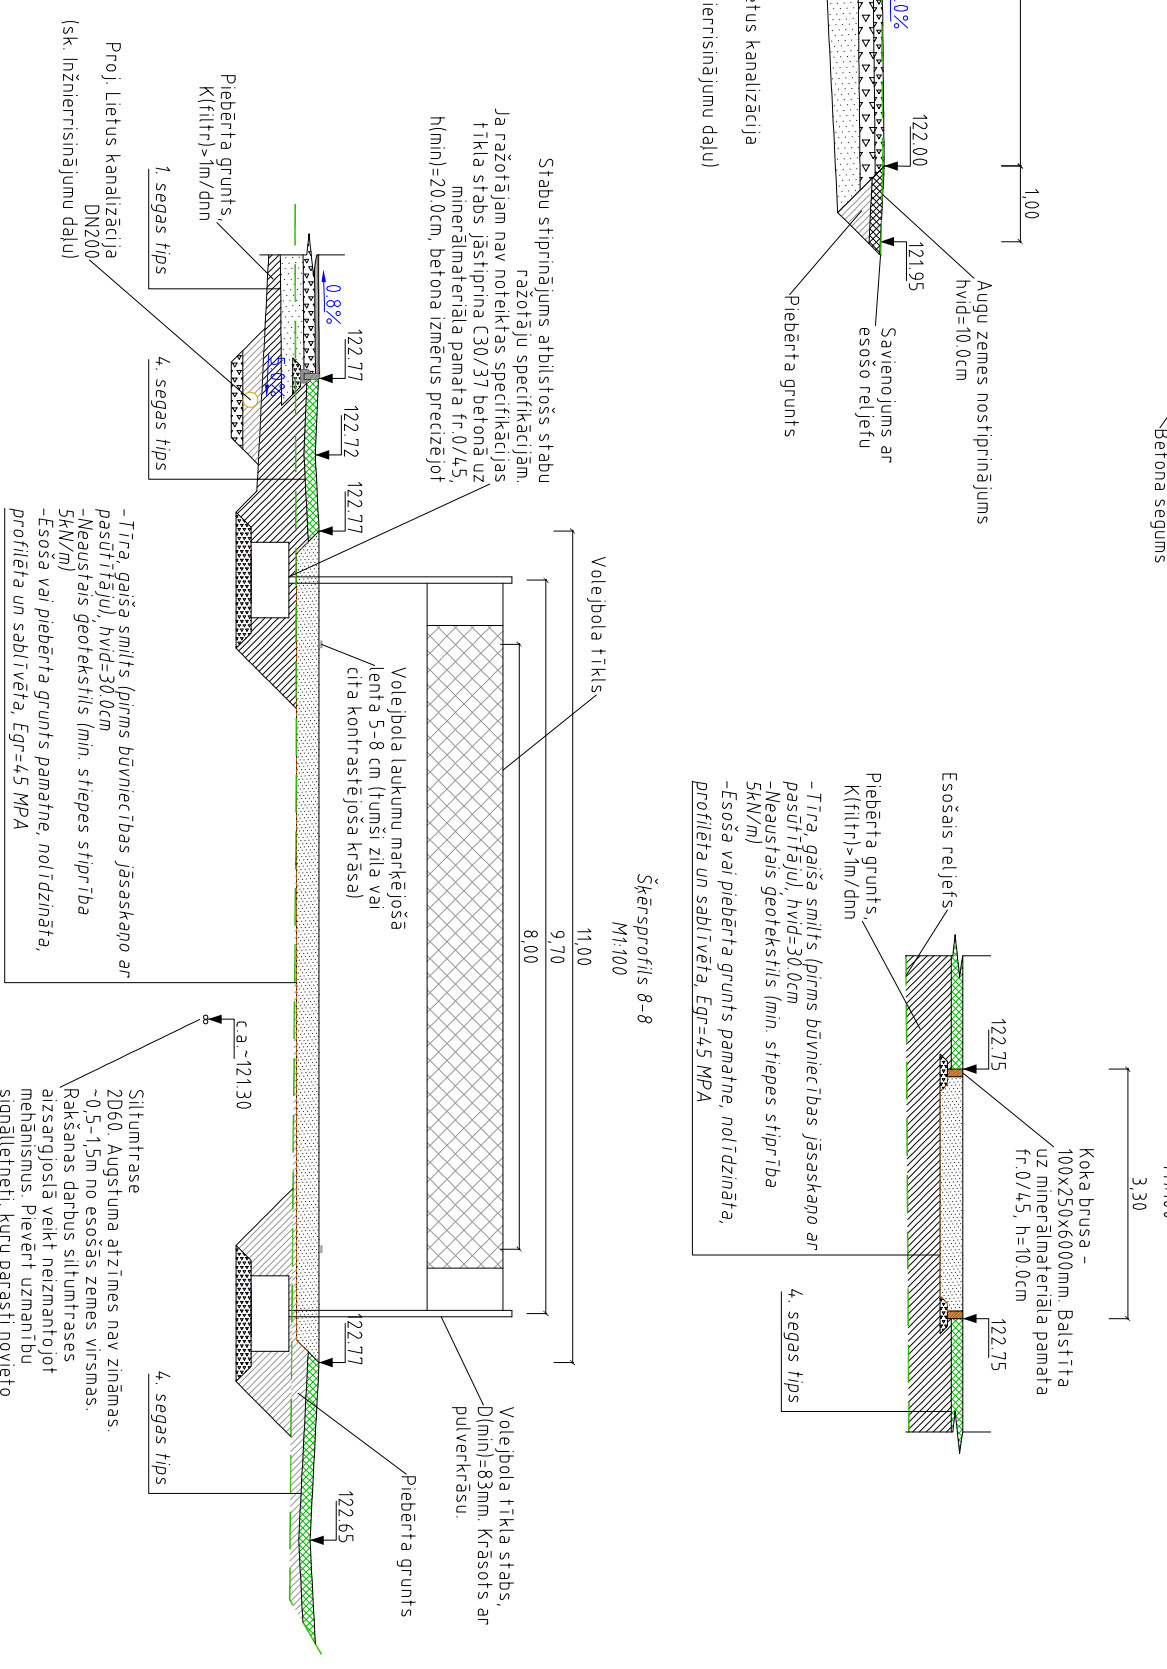 .0%
122.00
1,00
121.95
Augu zemes nostiprinājums
hvid=10.0cm
Savienojums ar
esošo reljefu
Piebērta grunts
etus kanalizācija
ierrisinājumu daļu)
Betona segums
3,30
122.75
122.75
Koka brusa -
100x250x6000mm. Balstīta
uz minerālmateriāla pamata
fr.0/45, h=10.0cm
Esošais reljefs
Piebērta grunts,
K(filtr)>1m/dnn
-Tīra, gaiša smilts (pirms būvniecības jāsaskaņo ar
pasūtītāju), hvid=30.0cm
-Neaustais ģeotekstils (min. stiepes stiprība
5kN/m)
-Esoša vai piebērta grunts pamatne, nolīdzināta,
profilēta un sablīvēta, Egr=45 MPA
4. segas tips
Šķērsprofils 8-8
M1:100
11,00
9,70
8,00
Volejbola tīkls
Stabu stiprinājums atbilstošs stabu
ražotāju specifikācijām.
Ja ražotājam nav noteiktas specifikācijas
tīkla stabs jāstiprina C30/37 betonā uz
minerālmateriāla pamata fr.0/45,
h(min)=20.0cm, betona izmērus precizējot
Volejbola laukumu marķējošā
lenta 5-8 cm (tumši zila vai
cita kontrastējoša krāsa)
Volejbola tīkla stabs,
D(min)=83mm. Krāsots ar
pulverkrāsu.
Piebērta grunts
0.8%
122.77
122.72
122.77
122.77
122.65
5.0%
Piebērta grunts,
K(filtr)>1m/dnn
1. segas tips
4. segas tips
Proj. Lietus kanalizācija
DN200
(sk. Inžnierrisinājumu daļu)
-Tīra, gaiša smilts (pirms būvniecības jāsaskaņo ar
pasūtītāju), hvid=30.0cm
-Neaustais ģeotekstils (min. stiepes stiprība
5kN/m)
-Esoša vai piebērta grunts pamatne, nolīdzināta,
profilēta un sablīvēta, Egr=45 MPA
c.a.~121.30
Siltumtrase
2D60. Augstuma atzīmes nav zināmas.
~0,5-1,5m no esošās zemes virsmas.
Rakšanas darbus siltumtrases
aizsargjoslā veikt neizmantojot
mehānismus. Pievērt uzmanību
signāllentei, kuru parasti novieto
4. segas tips